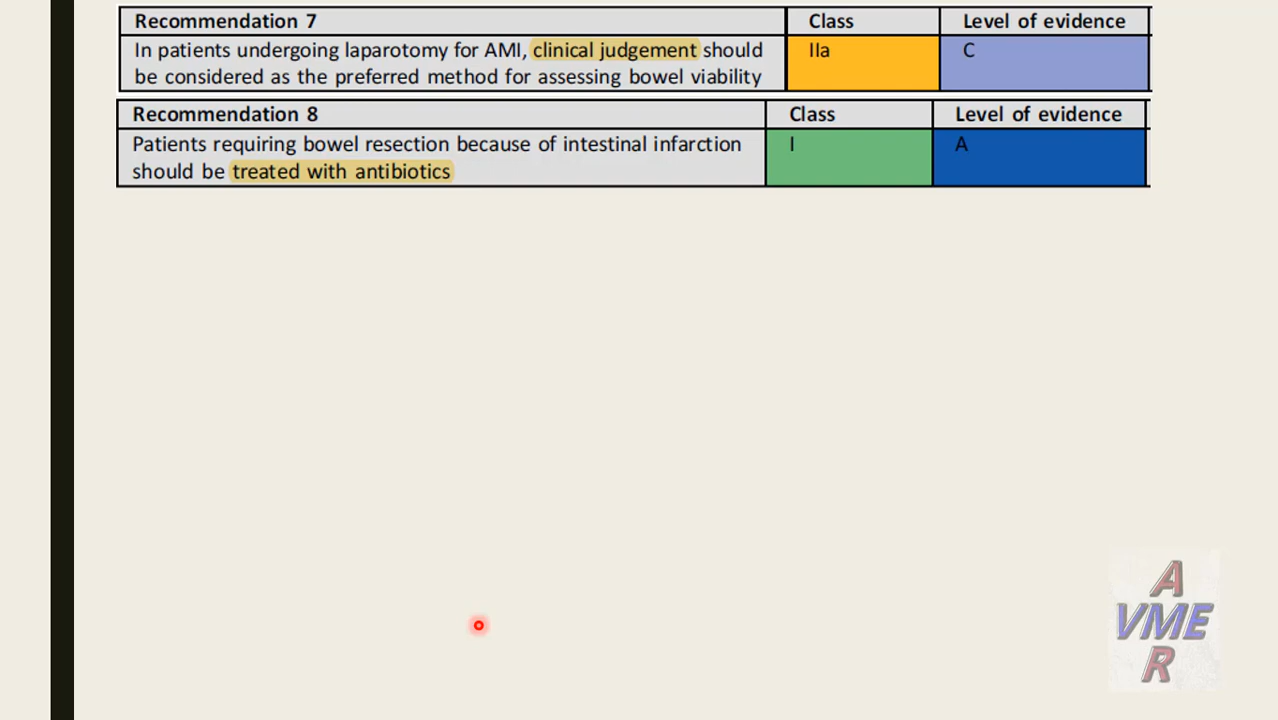 Recommendation 7 Class Level of evidence
In patients undergoing laparotomy for AMI, clinical judgement should IIa C
be considered as the preferred method for assessing bowel viability
Recommendation 8 Class Level of evidence
Patients requiring bowel resection because of intestinal infarction I A
should be treated with antibiotics
A
VME
R